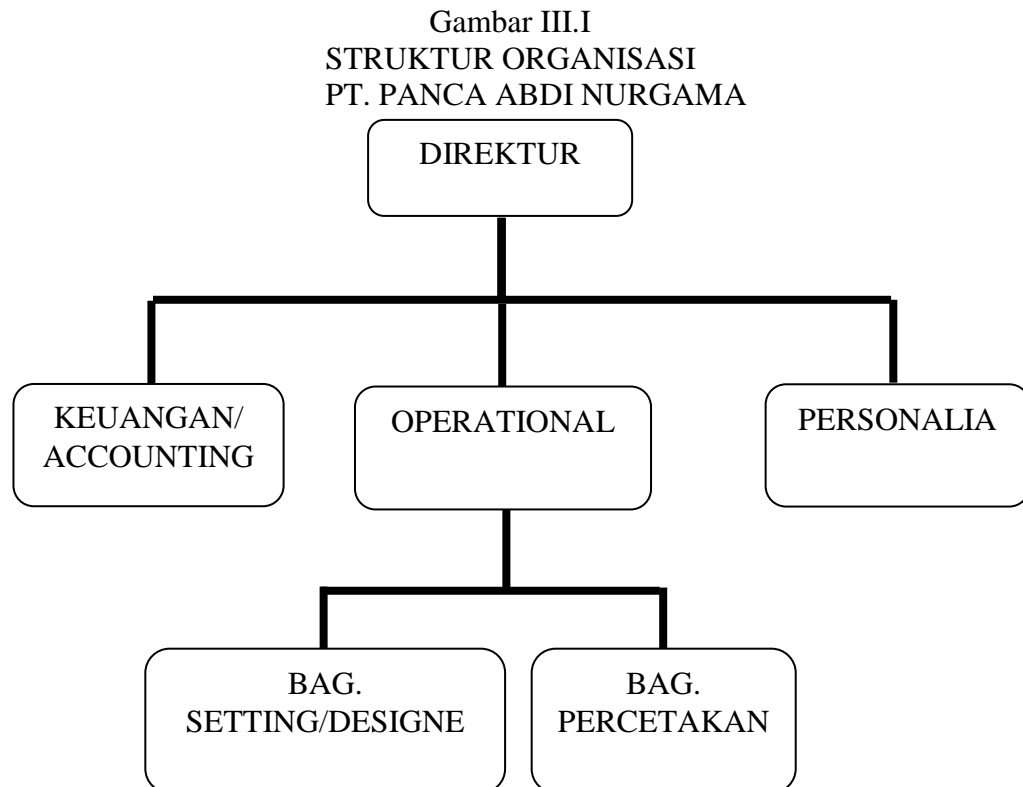 Gambar III.I
STRUKTUR ORGANISASI
PT. PANCA ABDI NURGAMA
DIREKTUR
KEUANGAN/
ACCOUNTING
OPERATIONAL
PERSONALIA
BAG.
SETTING/DESIGNE
BAG.
PERCETAKAN